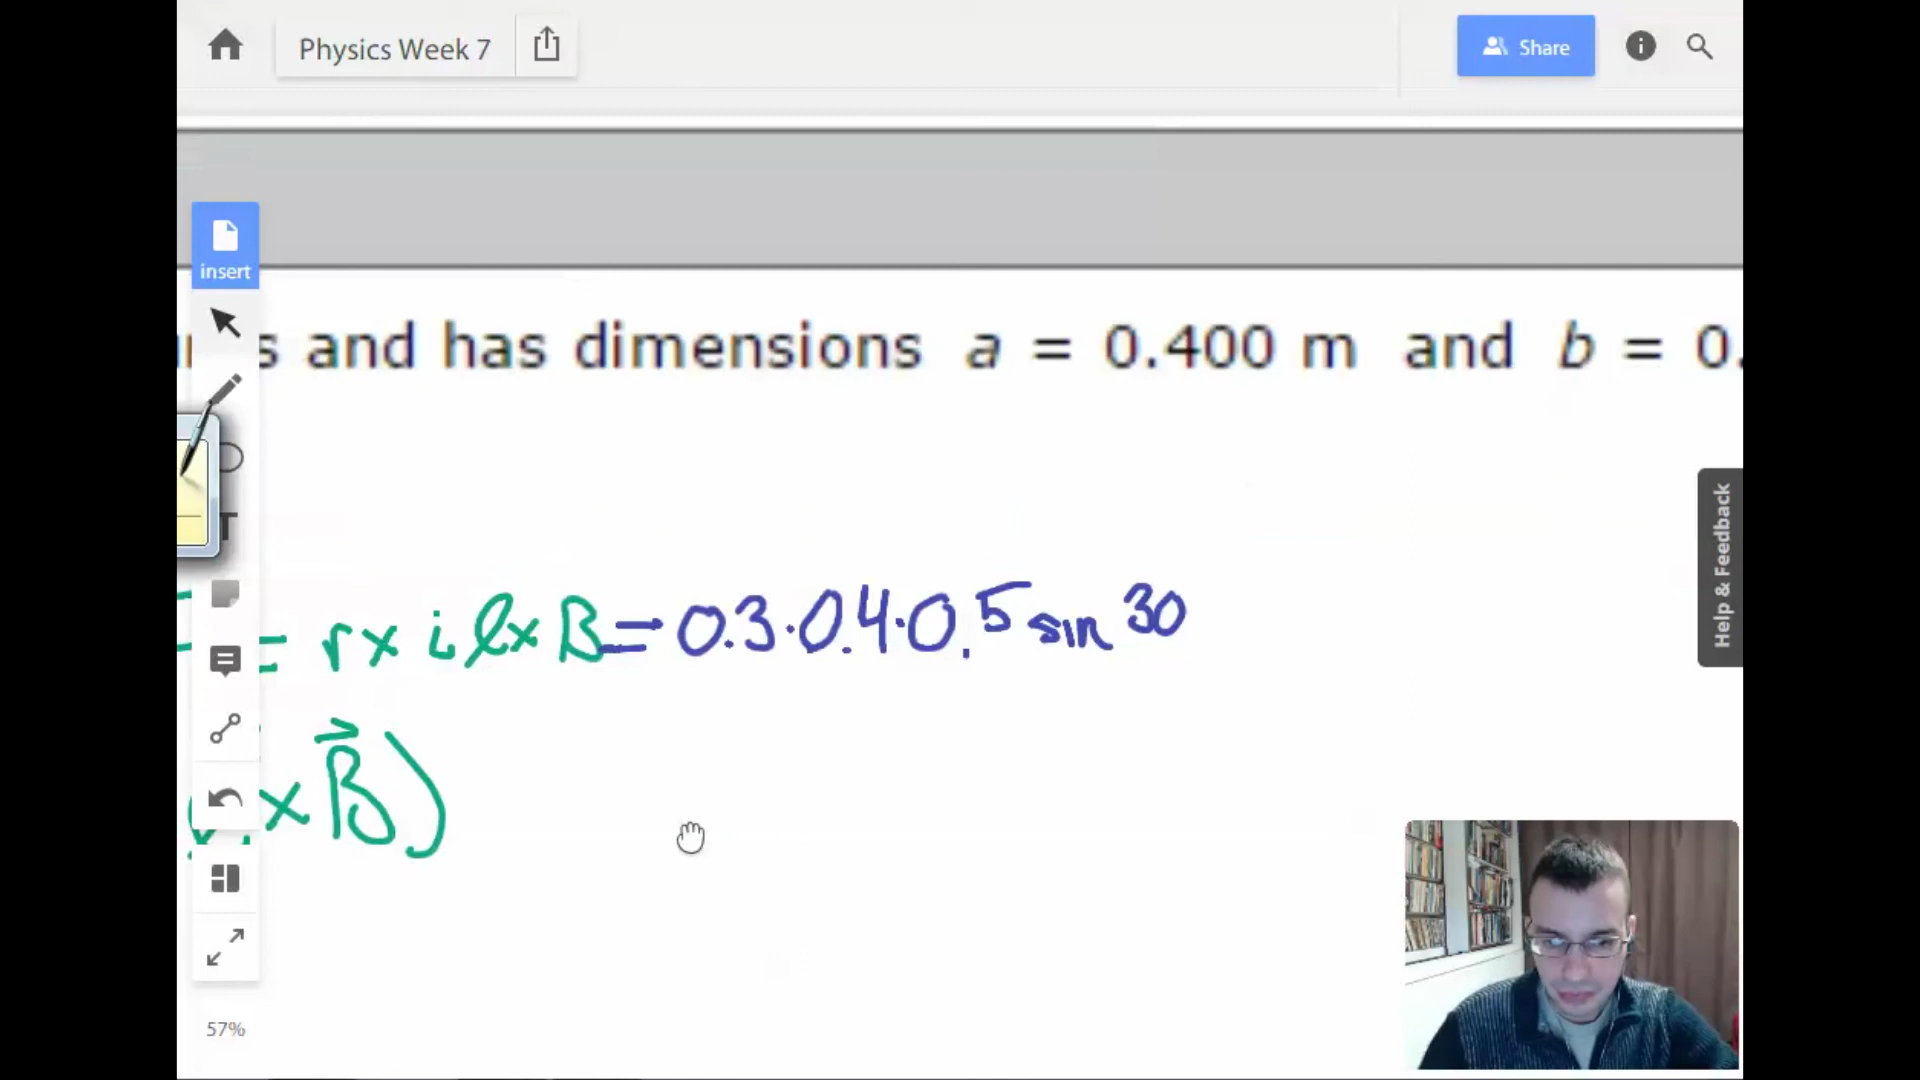 Physics Week 7
Share
insert
s and has dimensions a = 0.400 m and b = 0.
= r x i l x B = 0.3·0.4·0.5 sin 30
x B⃗)
T
Help & Feedback
57%